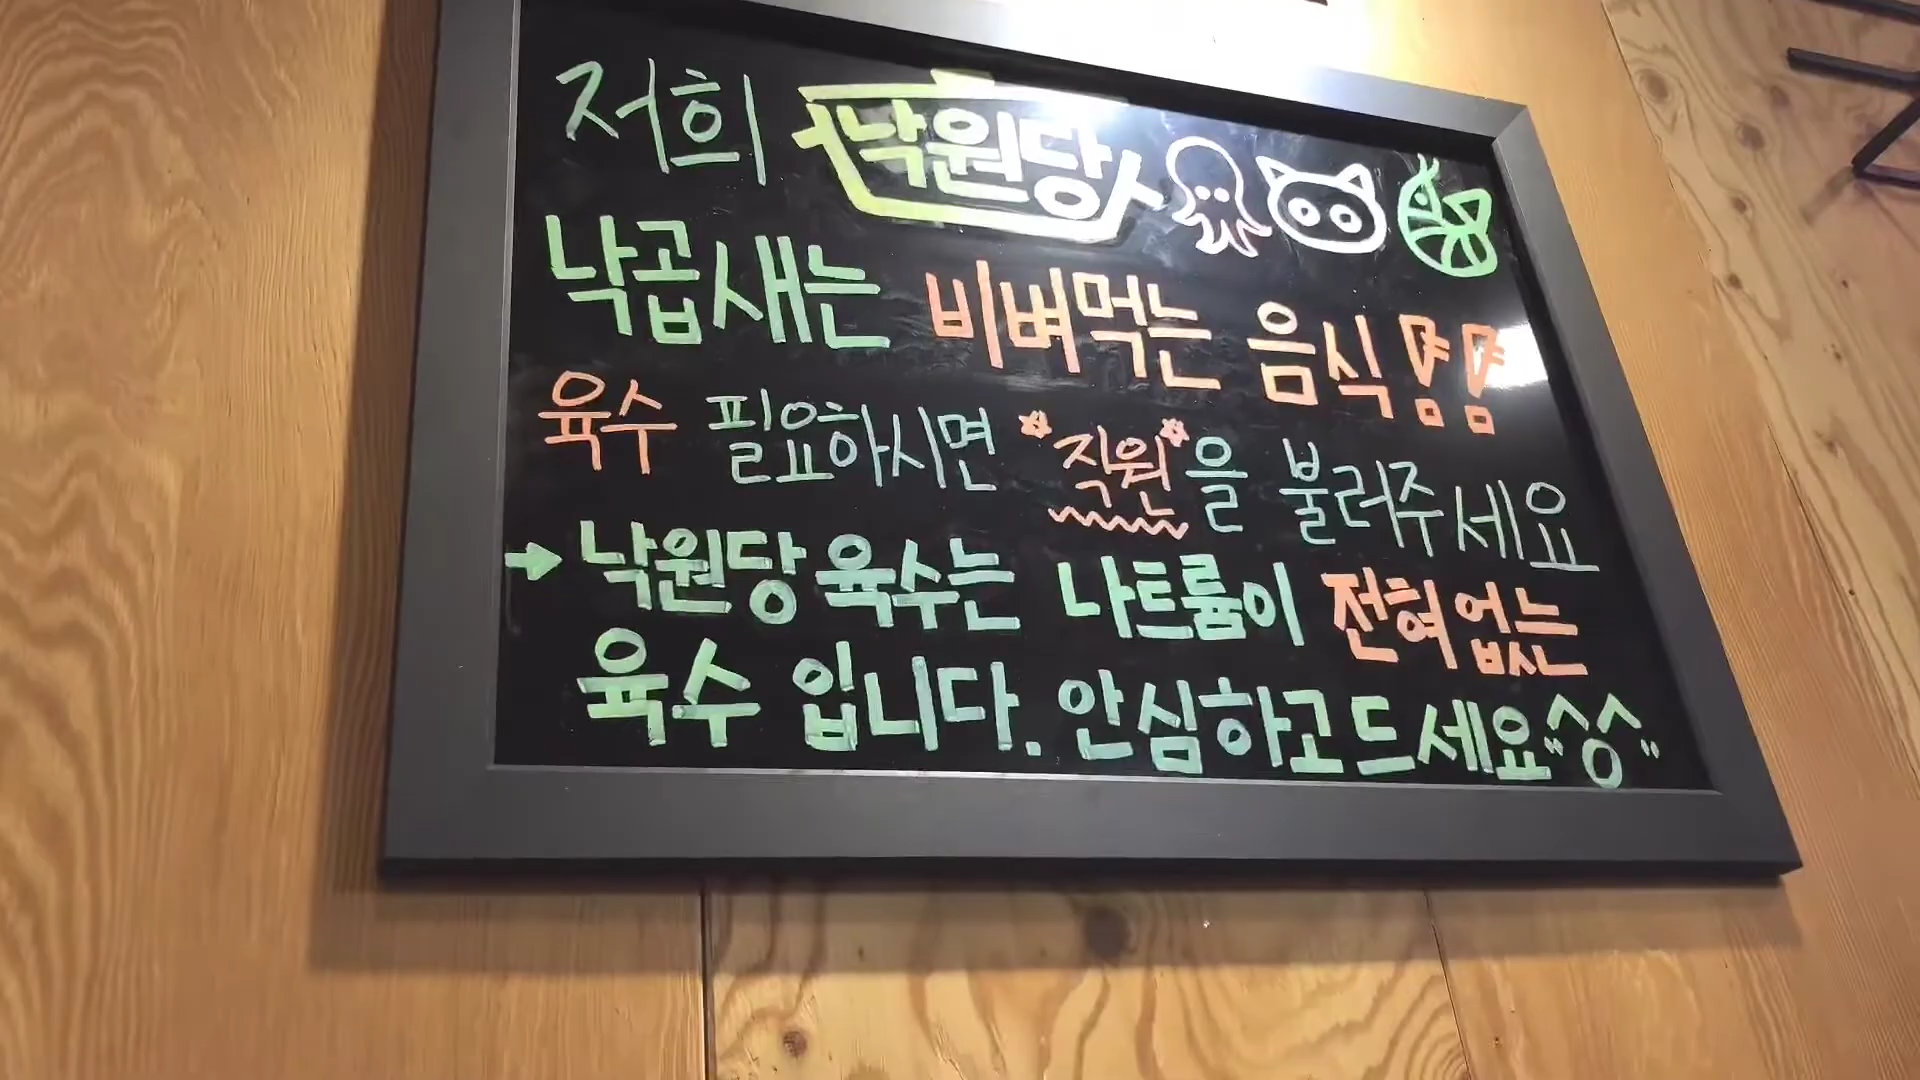 저희 낙원당
낙곱새는 비벼먹는 음식!!
육수 필요하시면 *직원*을 불러주세요
→ 낙원당 육수는 나트륨이 전혀 없는
육수 입니다. 안심하고드세요^^